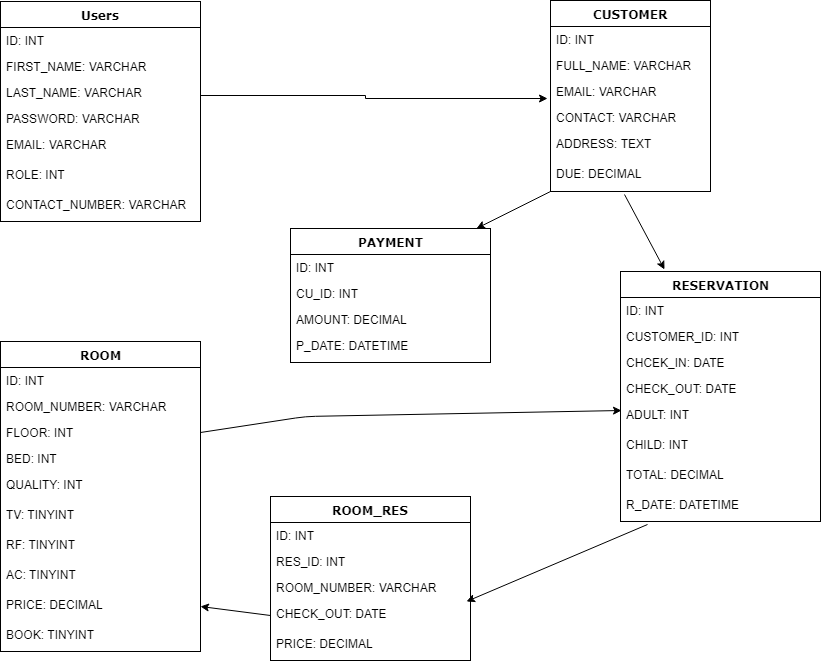 Users
ID: INT
FIRST_NAME: VARCHAR
LAST_NAME: VARCHAR
PASSWORD: VARCHAR
EMAIL: VARCHAR
ROLE: INT
CONTACT_NUMBER: VARCHAR
CUSTOMER
ID: INT
FULL_NAME: VARCHAR
EMAIL: VARCHAR
CONTACT: VARCHAR
ADDRESS: TEXT
DUE: DECIMAL
PAYMENT
ID: INT
CU_ID: INT
AMOUNT: DECIMAL
P_DATE: DATETIME
RESERVATION
ID: INT
CUSTOMER_ID: INT
CHCEK_IN: DATE
CHECK_OUT: DATE
ADULT: INT
CHILD: INT
TOTAL: DECIMAL
R_DATE: DATETIME
ROOM
ID: INT
ROOM_NUMBER: VARCHAR
FLOOR: INT
BED: INT
QUALITY: INT
TV: TINYINT
RF: TINYINT
AC: TINYINT
PRICE: DECIMAL
BOOK: TINYINT
ROOM_RES
ID: INT
RES_ID: INT
ROOM_NUMBER: VARCHAR
CHECK_OUT: DATE
PRICE: DECIMAL